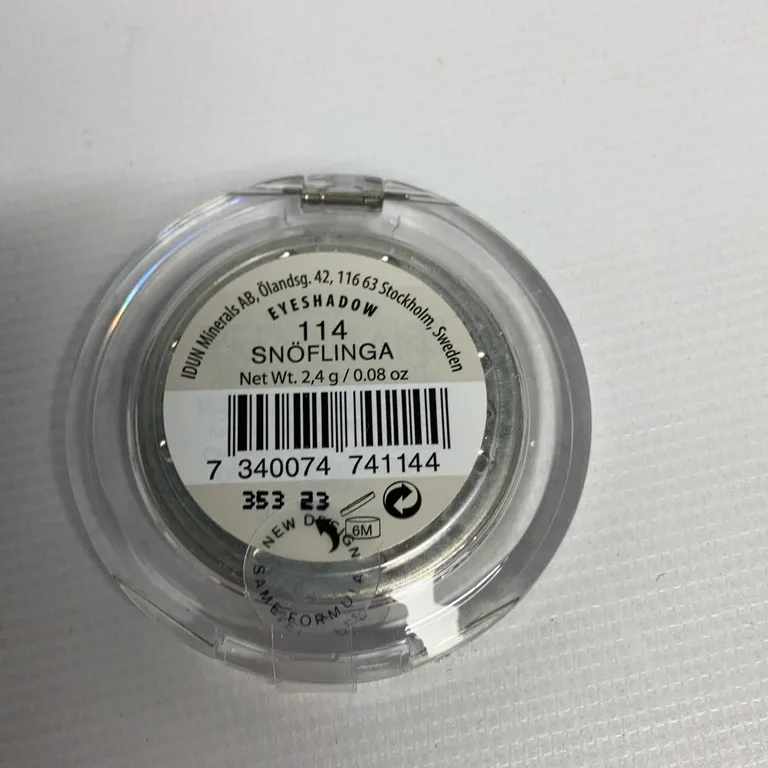 IDUN Minerals AB, Ölandsg. 42, 116 63 Stockholm, Sweden
EYESHADOW
114
SNÖFLINGA
Net Wt. 2,4 g / 0.08 oz
7 340074 741144
353 23
6M
NEW DESIGN
SAME FORMULA